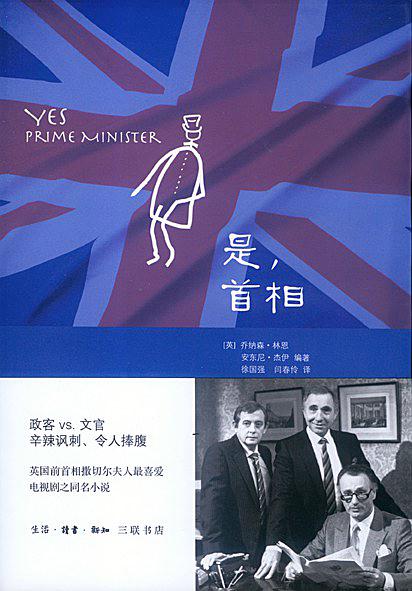 YES
PRIME MINISTER
是，
首相
[英] 乔纳森·林恩
安东尼·杰伊 编著
徐国强 闫春伶 译
政客 vs. 文官
辛辣讽刺、令人捧腹
英国前首相撒切尔夫人最喜爱
电视剧之同名小说
生活·讀書·新知 三联书店